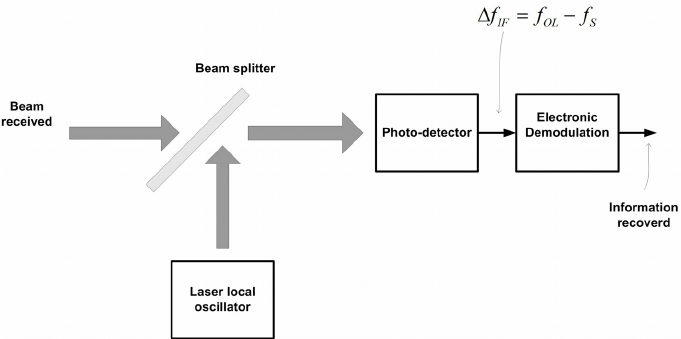 Δf_IF = f_OL − f_S
Beam splitter
Beam
received
Photo-detector
Electronic
Demodulation
Information
recoverd
Laser local
oscillator